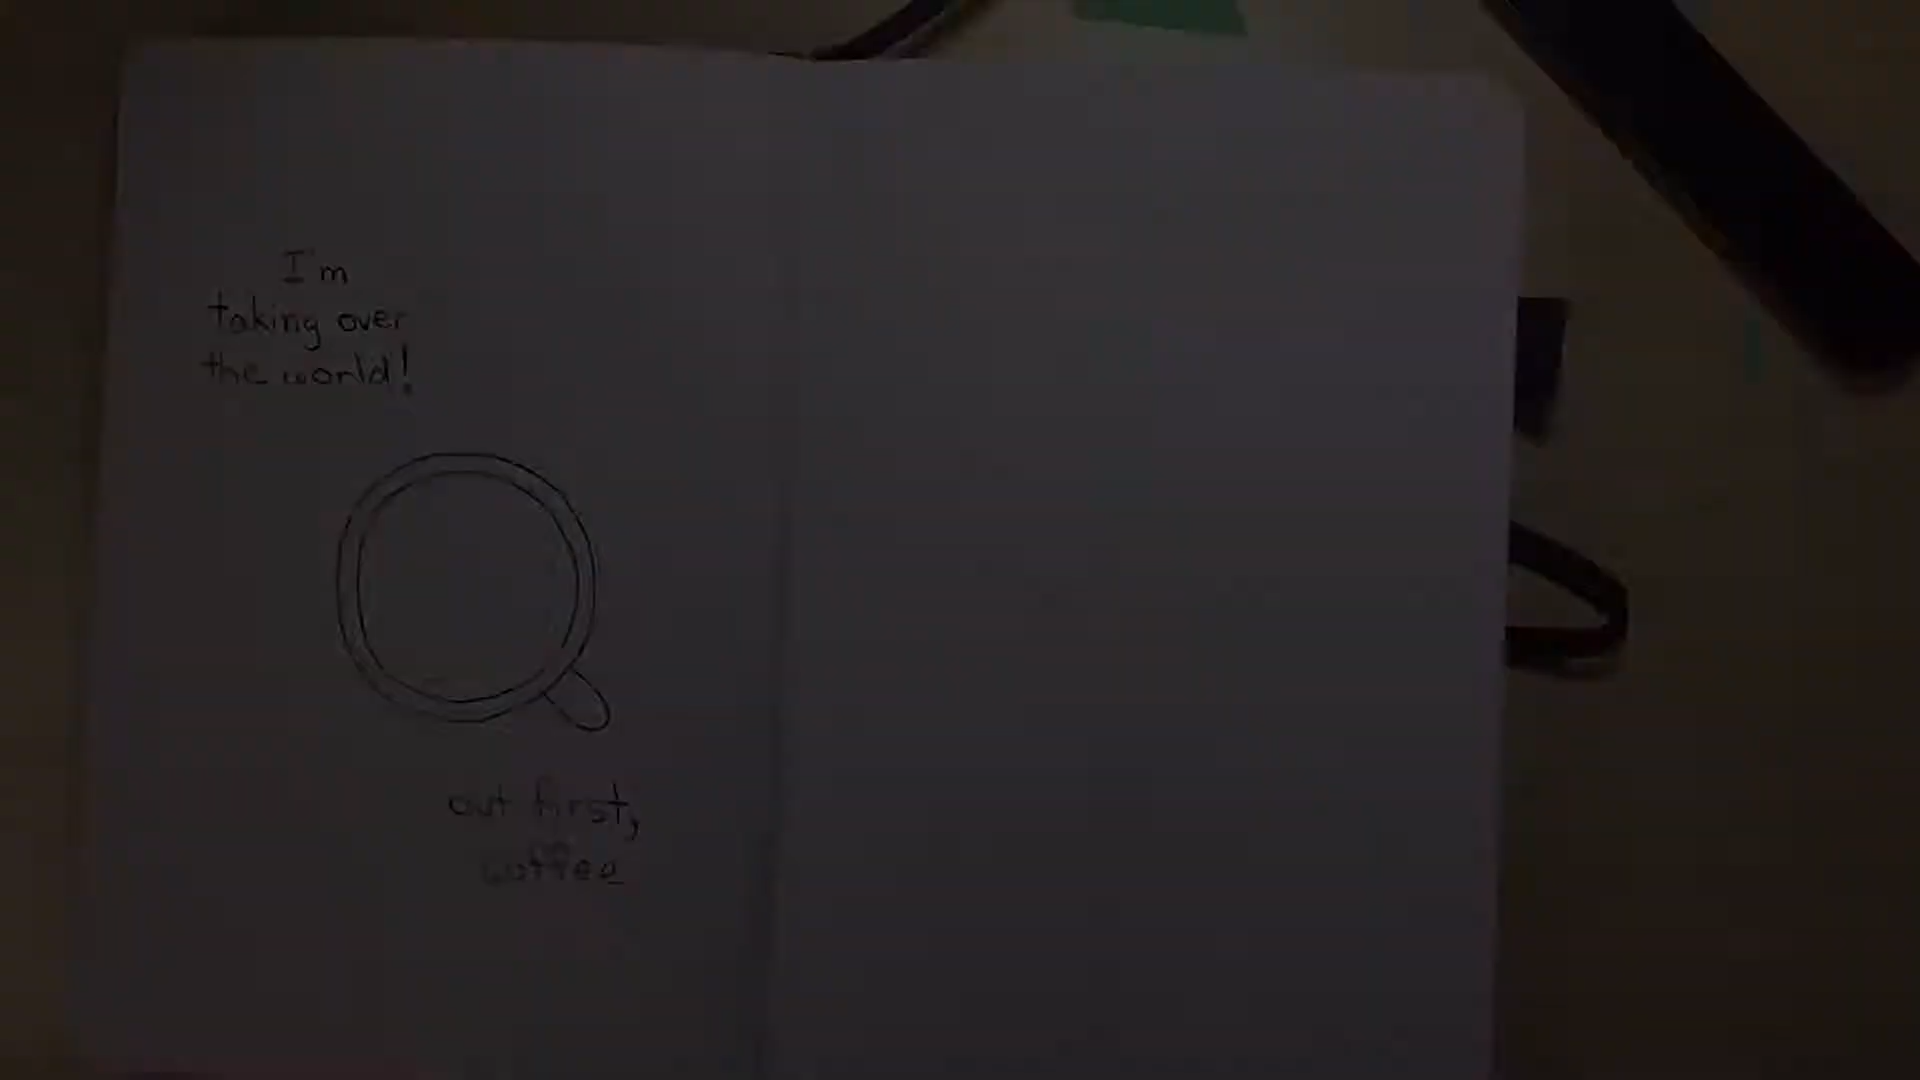 I'm
taking over
the world!
but first,
coffee